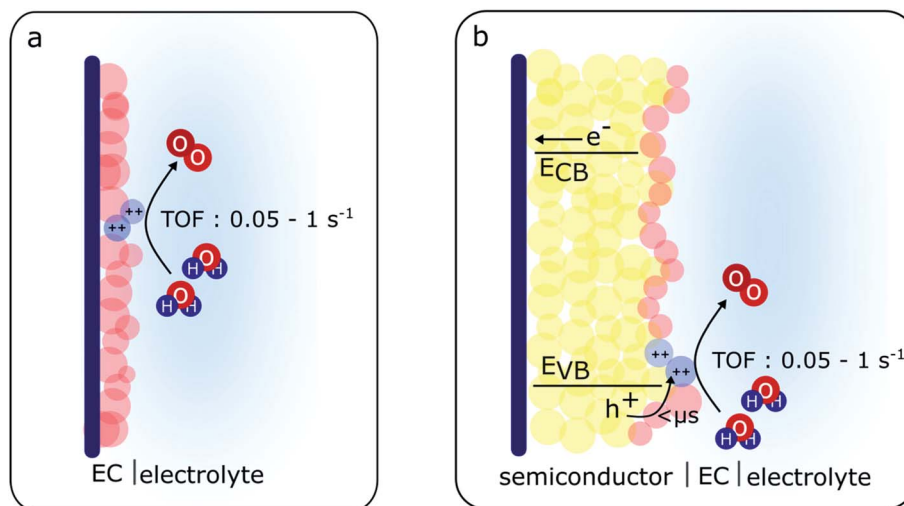 a
O
O
++
++
TOF : 0.05 - 1 s⁻¹
O
H H
O
H H
EC | electrolyte
b
e⁻
ECB
O
O
++
++
TOF : 0.05 - 1 s⁻¹
EVB
h⁺
<μs
O
H H
O
H H
semiconductor | EC | electrolyte